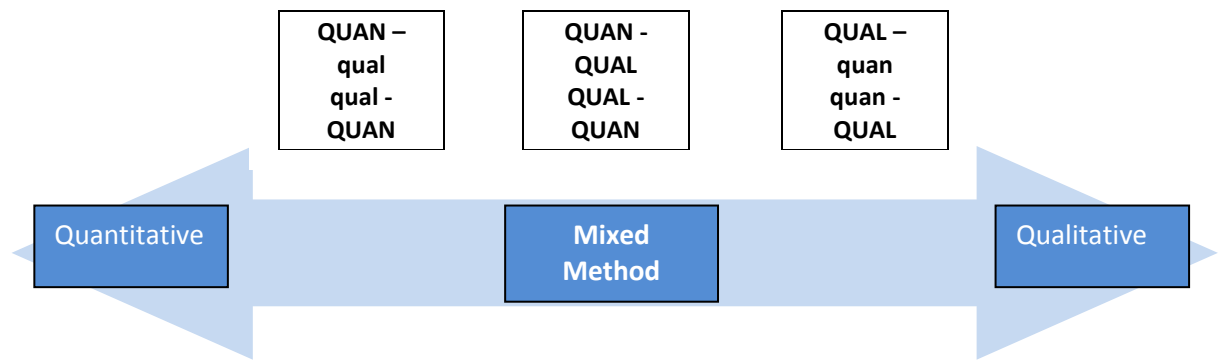 QUAN –
qual
qual -
QUAN
QUAN -
QUAL
QUAL -
QUAN
QUAL –
quan
quan -
QUAL
Quantitative
Mixed
Method
Qualitative